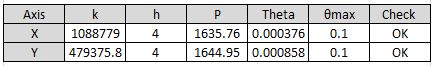 Axis k h P Theta θmax Check
X 1088779 4 1635.76 0.000376 0.1 OK
Y 479375.8 4 1644.95 0.000858 0.1 OK